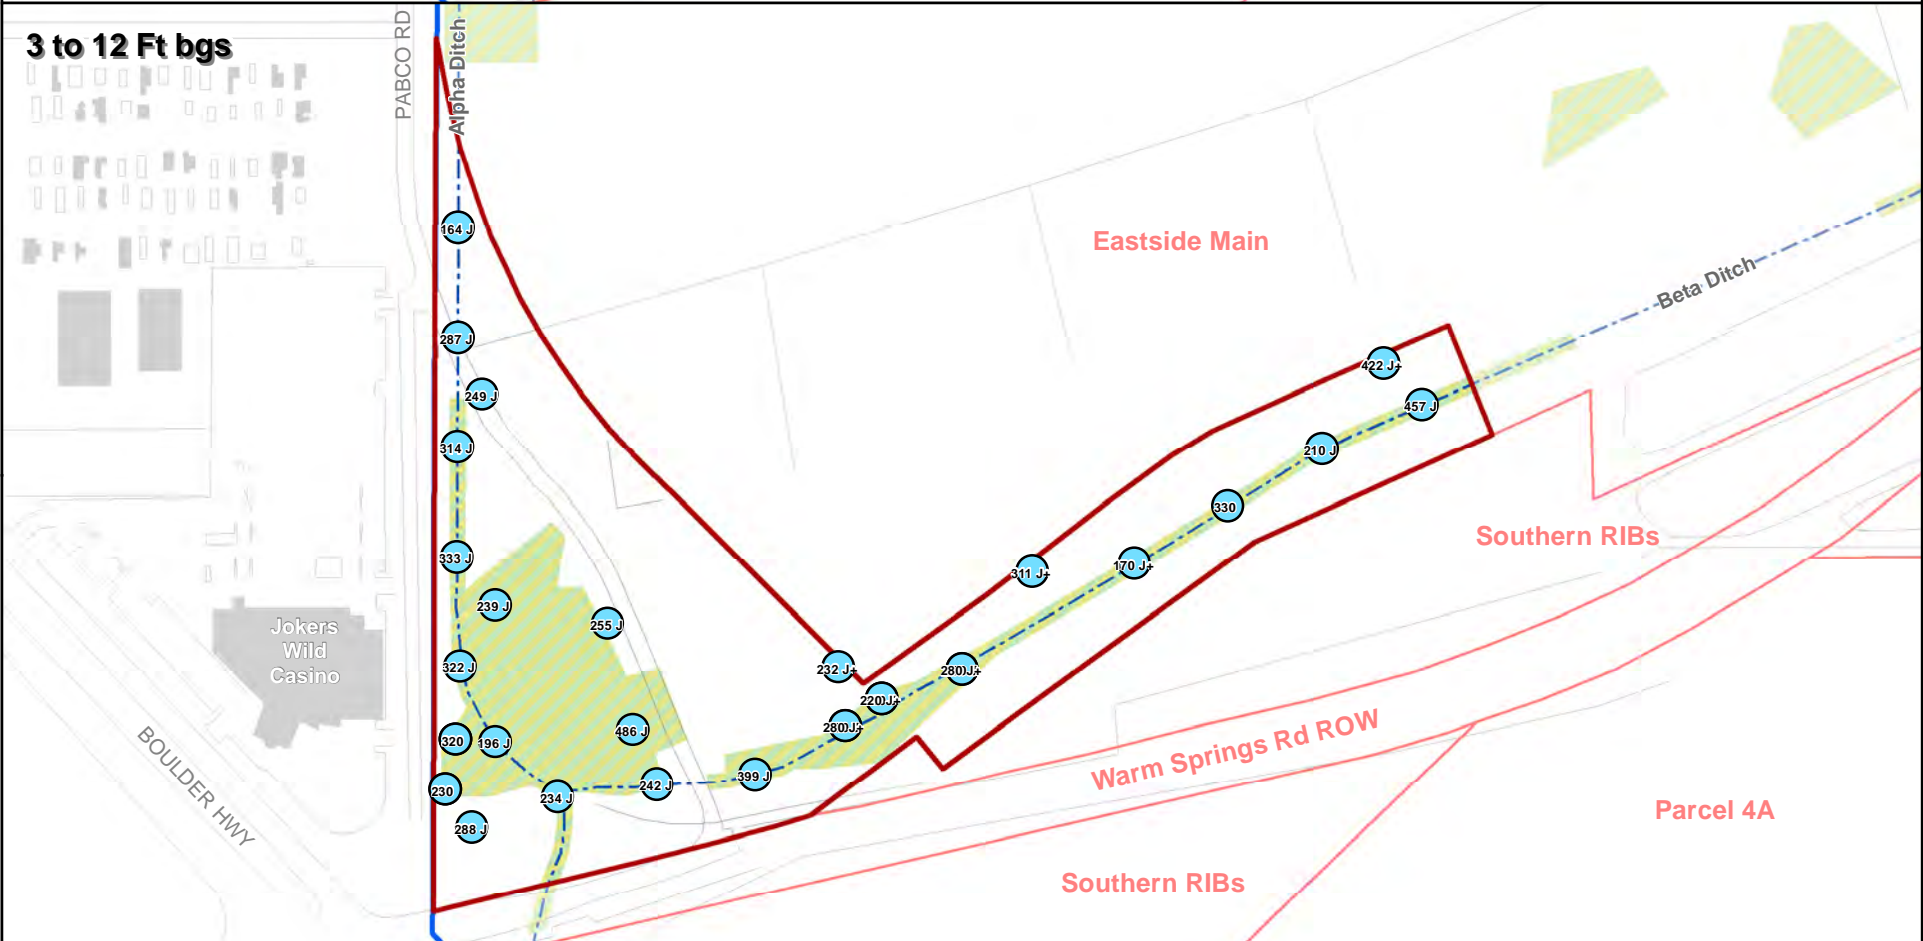 3 to 12 Ft bgs
PABCO RD
Alpha Ditch
164 J
Eastside Main
Beta Ditch
287 J
422 J+
249 J
457 J
314 J
210 J
330
Southern RIBs
333 J
311 J+
170 J+
239 J
255 J
Jokers
Wild
Casino
322 J
232 J+
280 J+
220 J+
280 J+
486 J
320
196 J
BOULDER HWY
Warm Springs Rd ROW
399 J
242 J
230
234 J
288 J
Parcel 4A
Southern RIBs